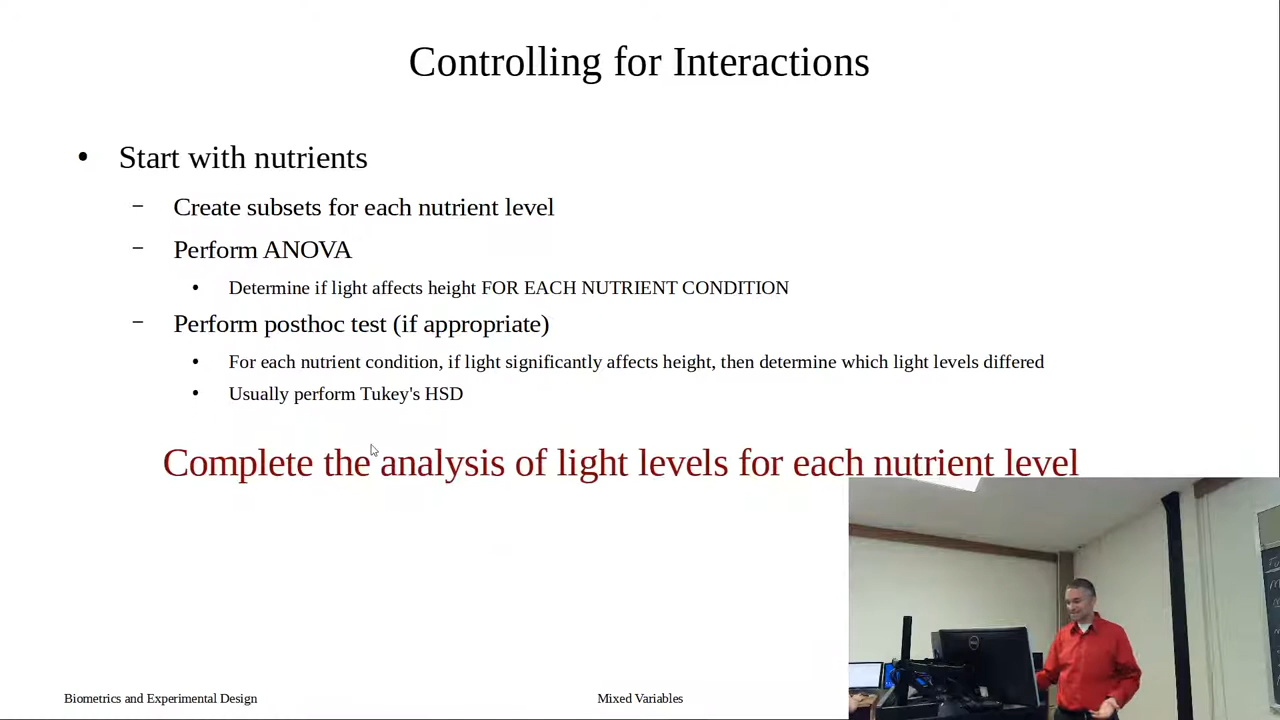 Controlling for Interactions
• Start with nutrients
– Create subsets for each nutrient level
– Perform ANOVA
• Determine if light affects height FOR EACH NUTRIENT CONDITION
– Perform posthoc test (if appropriate)
• For each nutrient condition, if light significantly affects height, then determine which light levels differed
• Usually perform Tukey's HSD
Complete the analysis of light levels for each nutrient level
Biometrics and Experimental Design
Mixed Variables